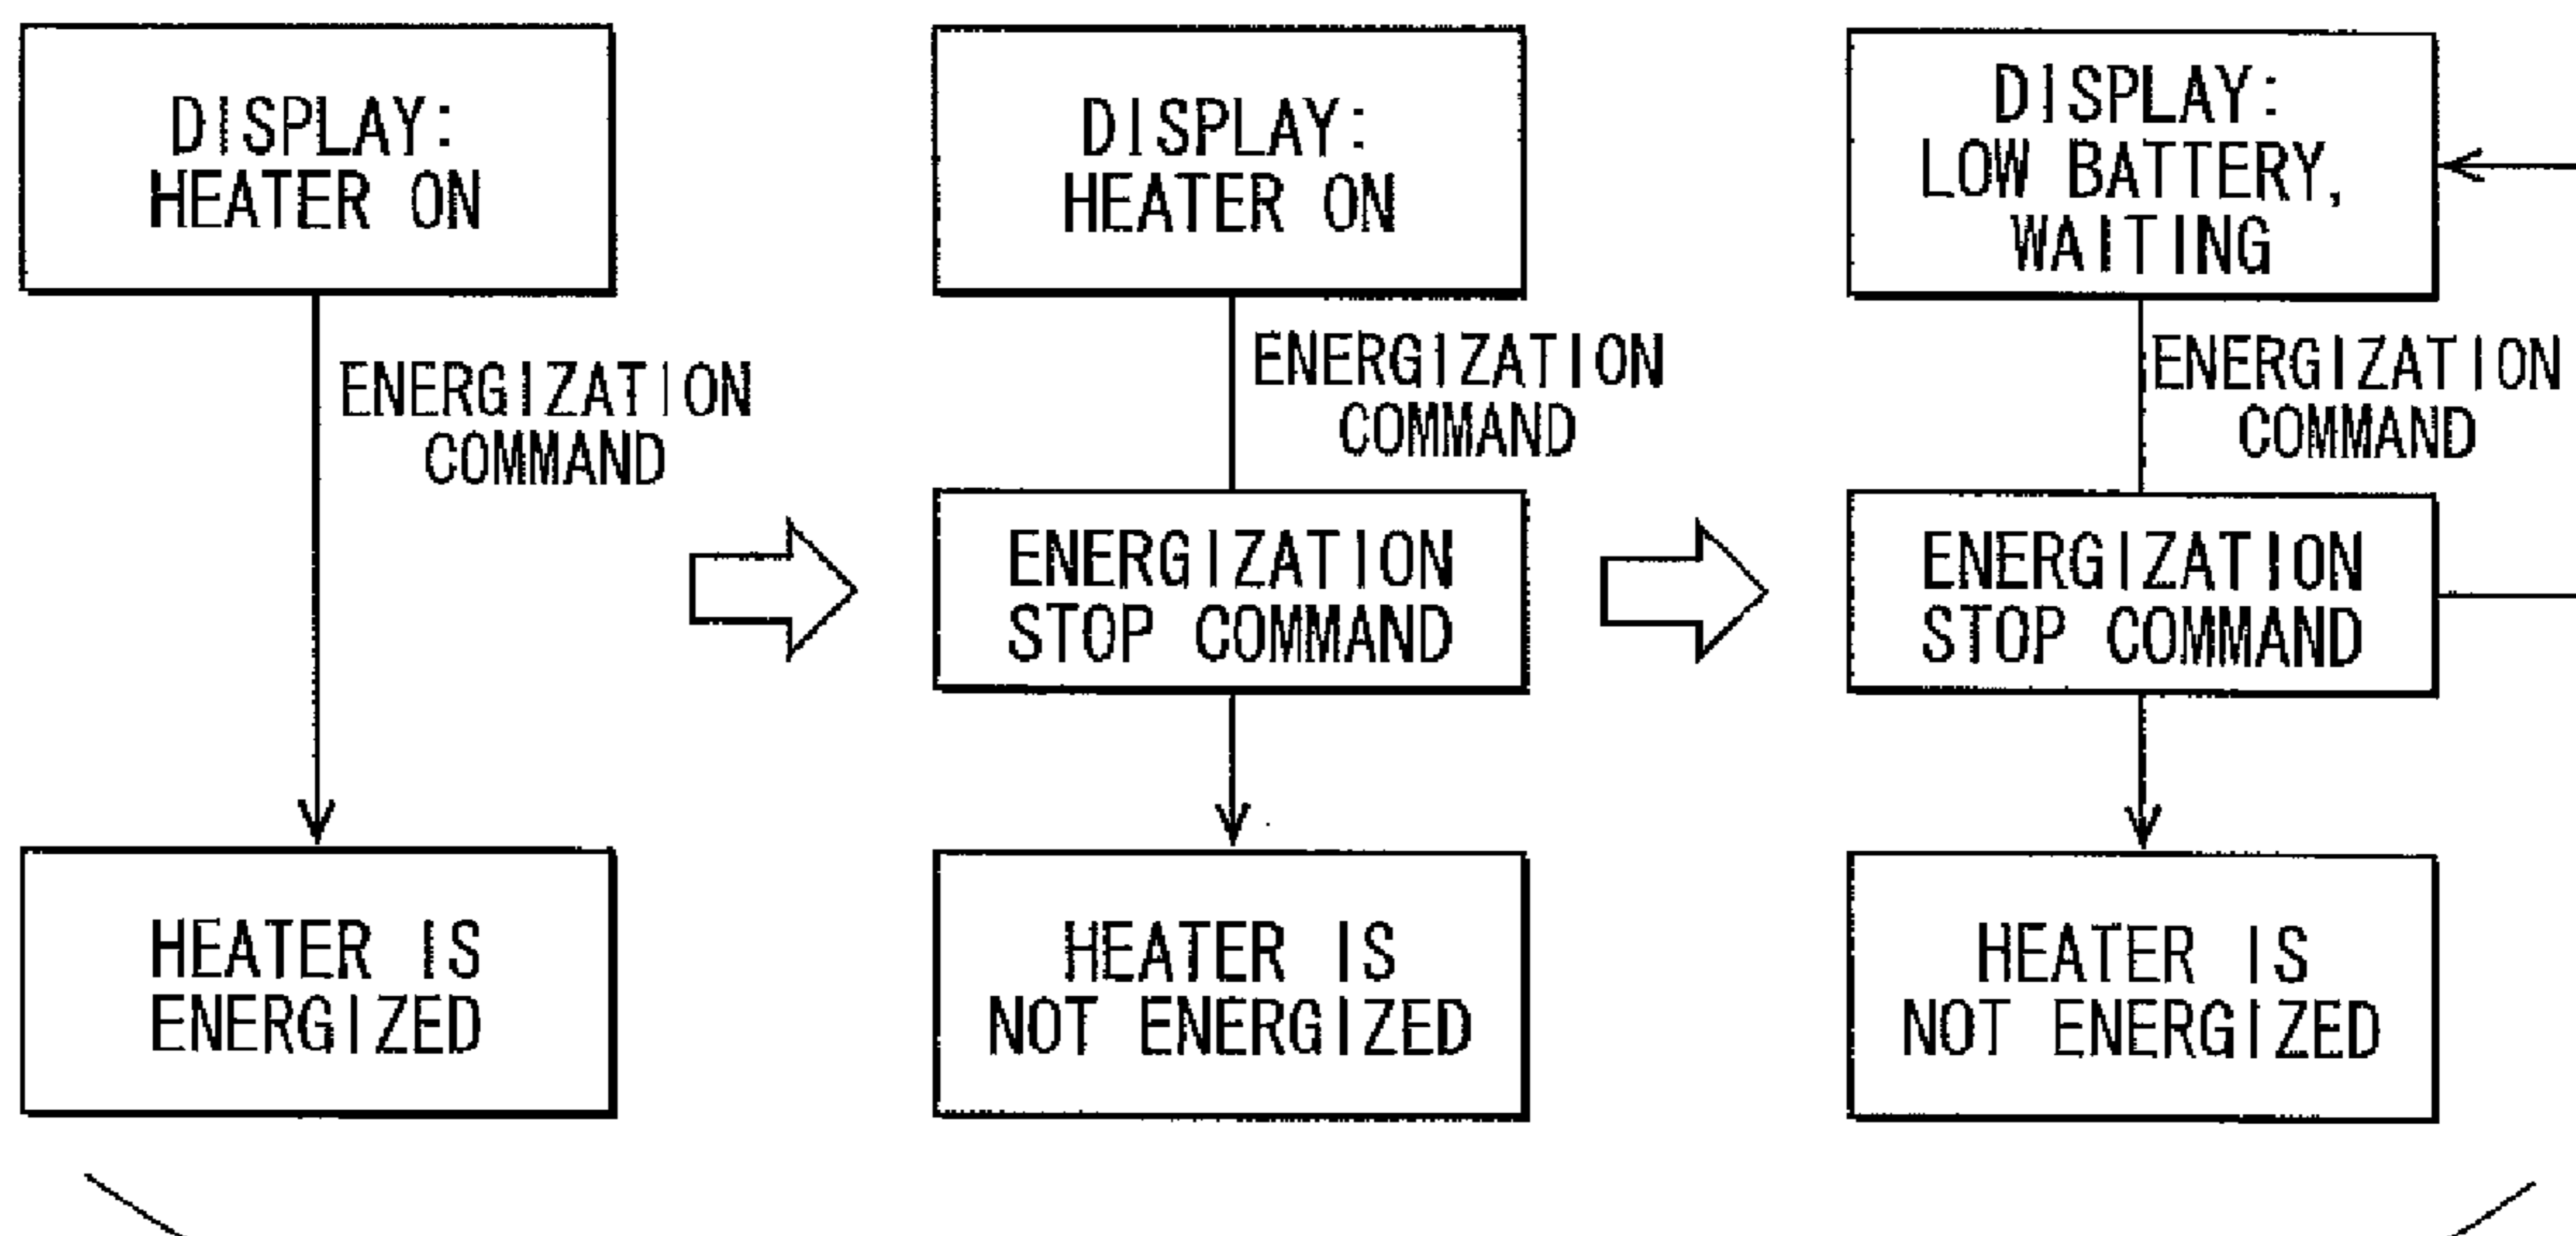 DISPLAY:
HEATER ON
ENERGIZATION
COMMAND
HEATER IS
ENERGIZED
DISPLAY:
HEATER ON
ENERGIZATION
COMMAND
ENERGIZATION
STOP COMMAND
HEATER IS
NOT ENERGIZED
DISPLAY:
LOW BATTERY,
WAITING
ENERGIZATION
COMMAND
ENERGIZATION
STOP COMMAND
HEATER IS
NOT ENERGIZED